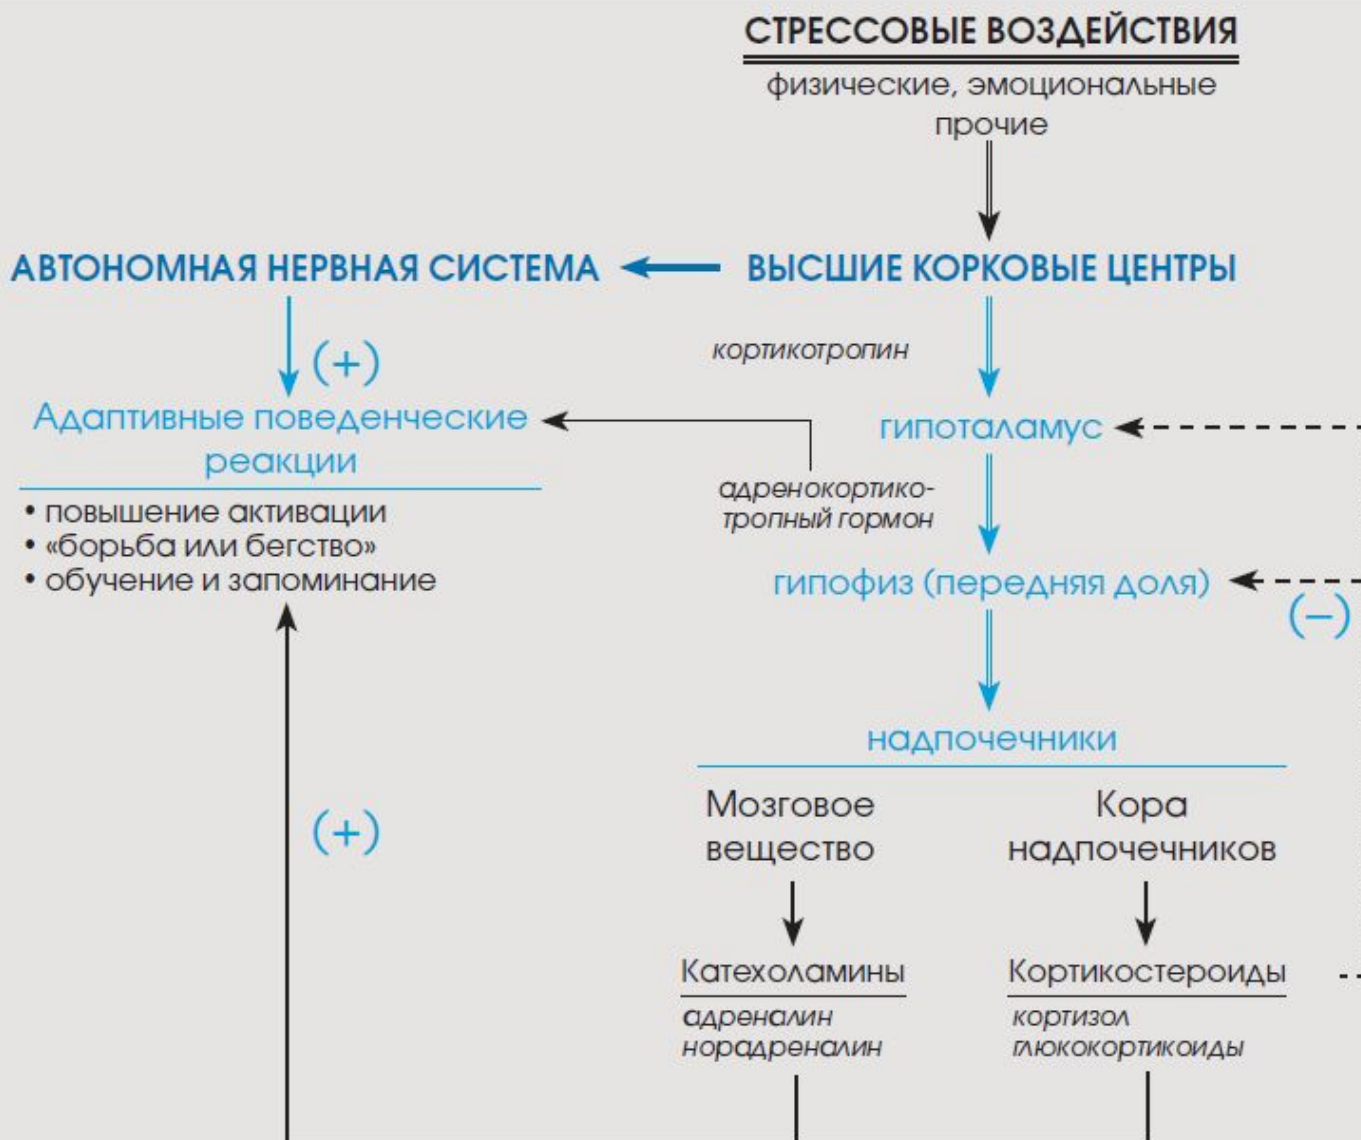 СТРЕССОВЫЕ ВОЗДЕЙСТВИЯ
физические, эмоциональные
прочие
АВТОНОМНАЯ НЕРВНАЯ СИСТЕМА
ВЫСШИЕ КОРКОВЫЕ ЦЕНТРЫ
(+)
кортикотропин
Адаптивные поведенческие
реакции
гипоталамус
• повышение активации
• «борьба или бегство»
• обучение и запоминание
адренокортико-
тропный гормон
гипофиз (передняя доля)
(–)
надпочечники
Мозговое
вещество
Кора
надпочечников
(+)
Катехоламины
адреналин
норадреналин
Кортикостероиды
кортизол
глюкокортикоиды